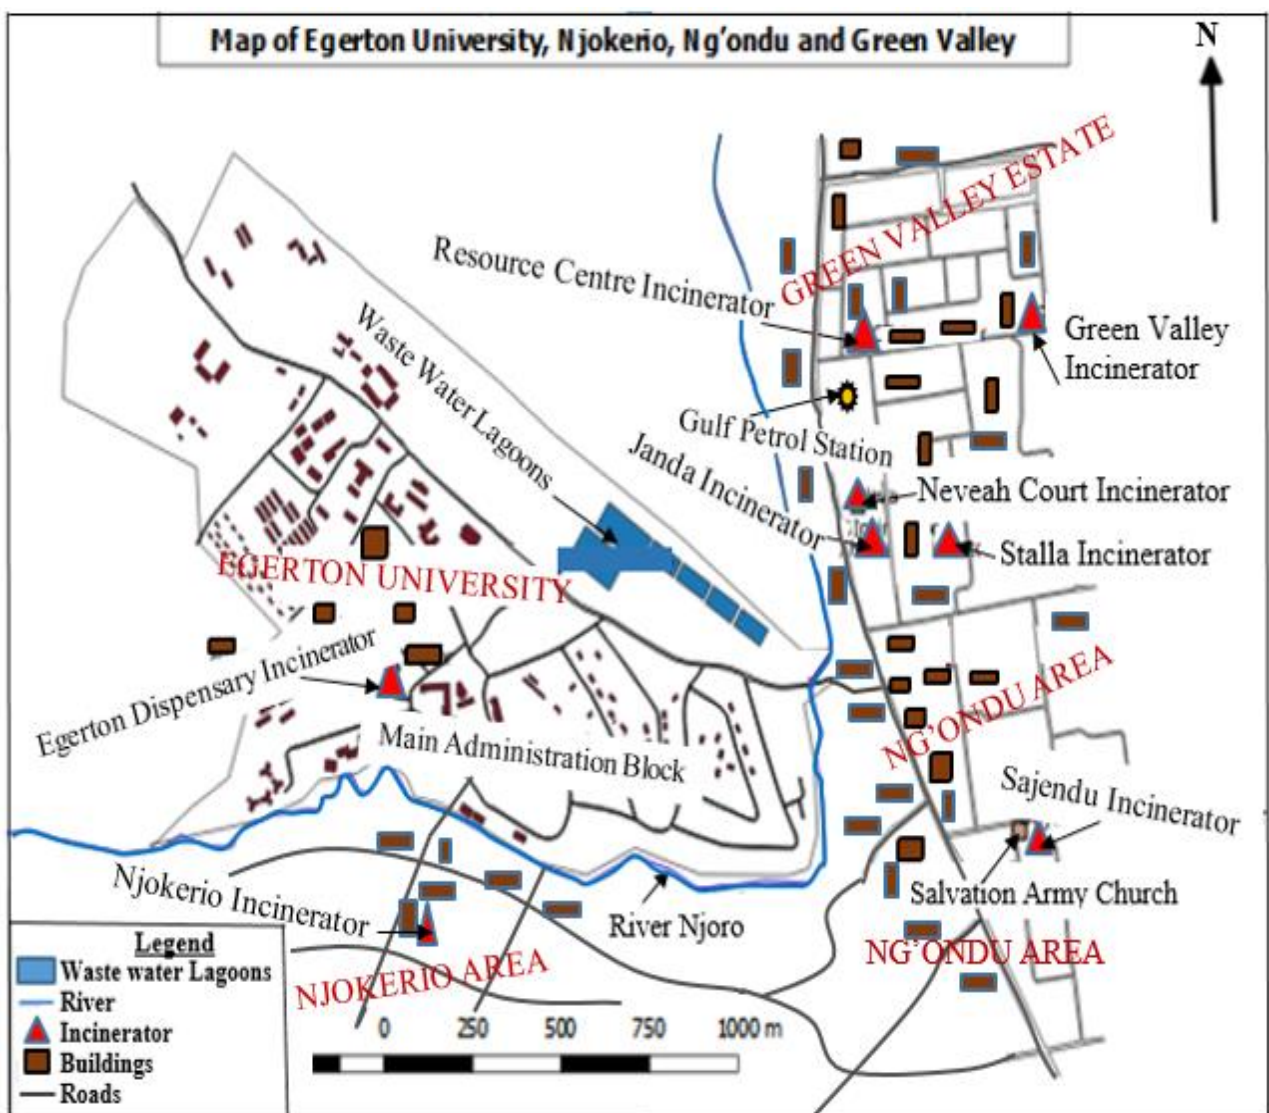 Map of Egerton University, Njokerio, Ng'ondu and Green Valley
N
GREEN VALLEY ESTATE
Resource Centre Incinerator
Waste Water Lagoons
Green Valley
Incinerator
Gulf Petrol Station
Janda Incinerator
Neveah Court Incinerator
Stalla Incinerator
EGERTON UNIVERSITY
Egerton Dispensary Incinerator
NG'ONDU AREA
Main Administration Block
Sajendu Incinerator
Njokerio Incinerator
Salvation Army Church
River Njoro
NG'ONDU AREA
NJOKERIO AREA
Legend
Waste water Lagoons
River
Incinerator
Buildings
Roads
0 250 500 750 1000 m